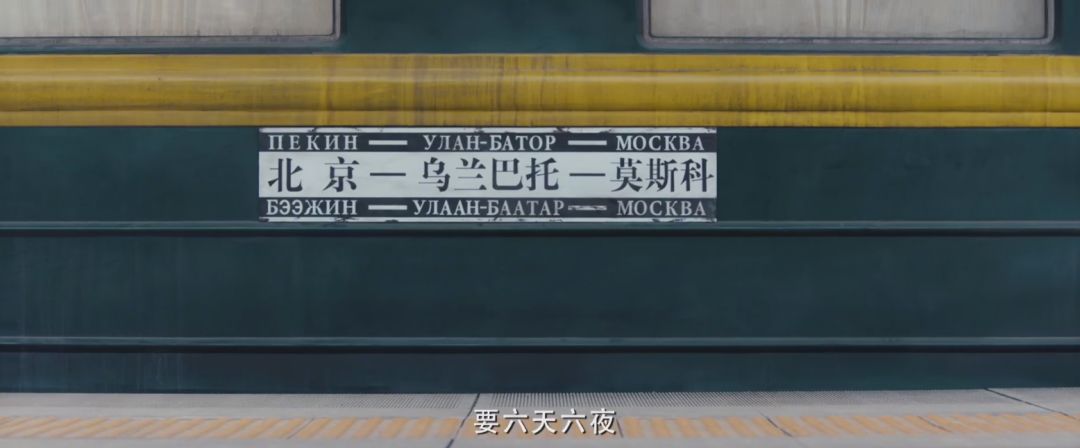 ПЕКИН — УЛАН-БАТОР — МОСКВА
北京 — 乌兰巴托 — 莫斯科
БЭЭЖИН — УЛААН-БААТАР — МОСКВА
要六天六夜